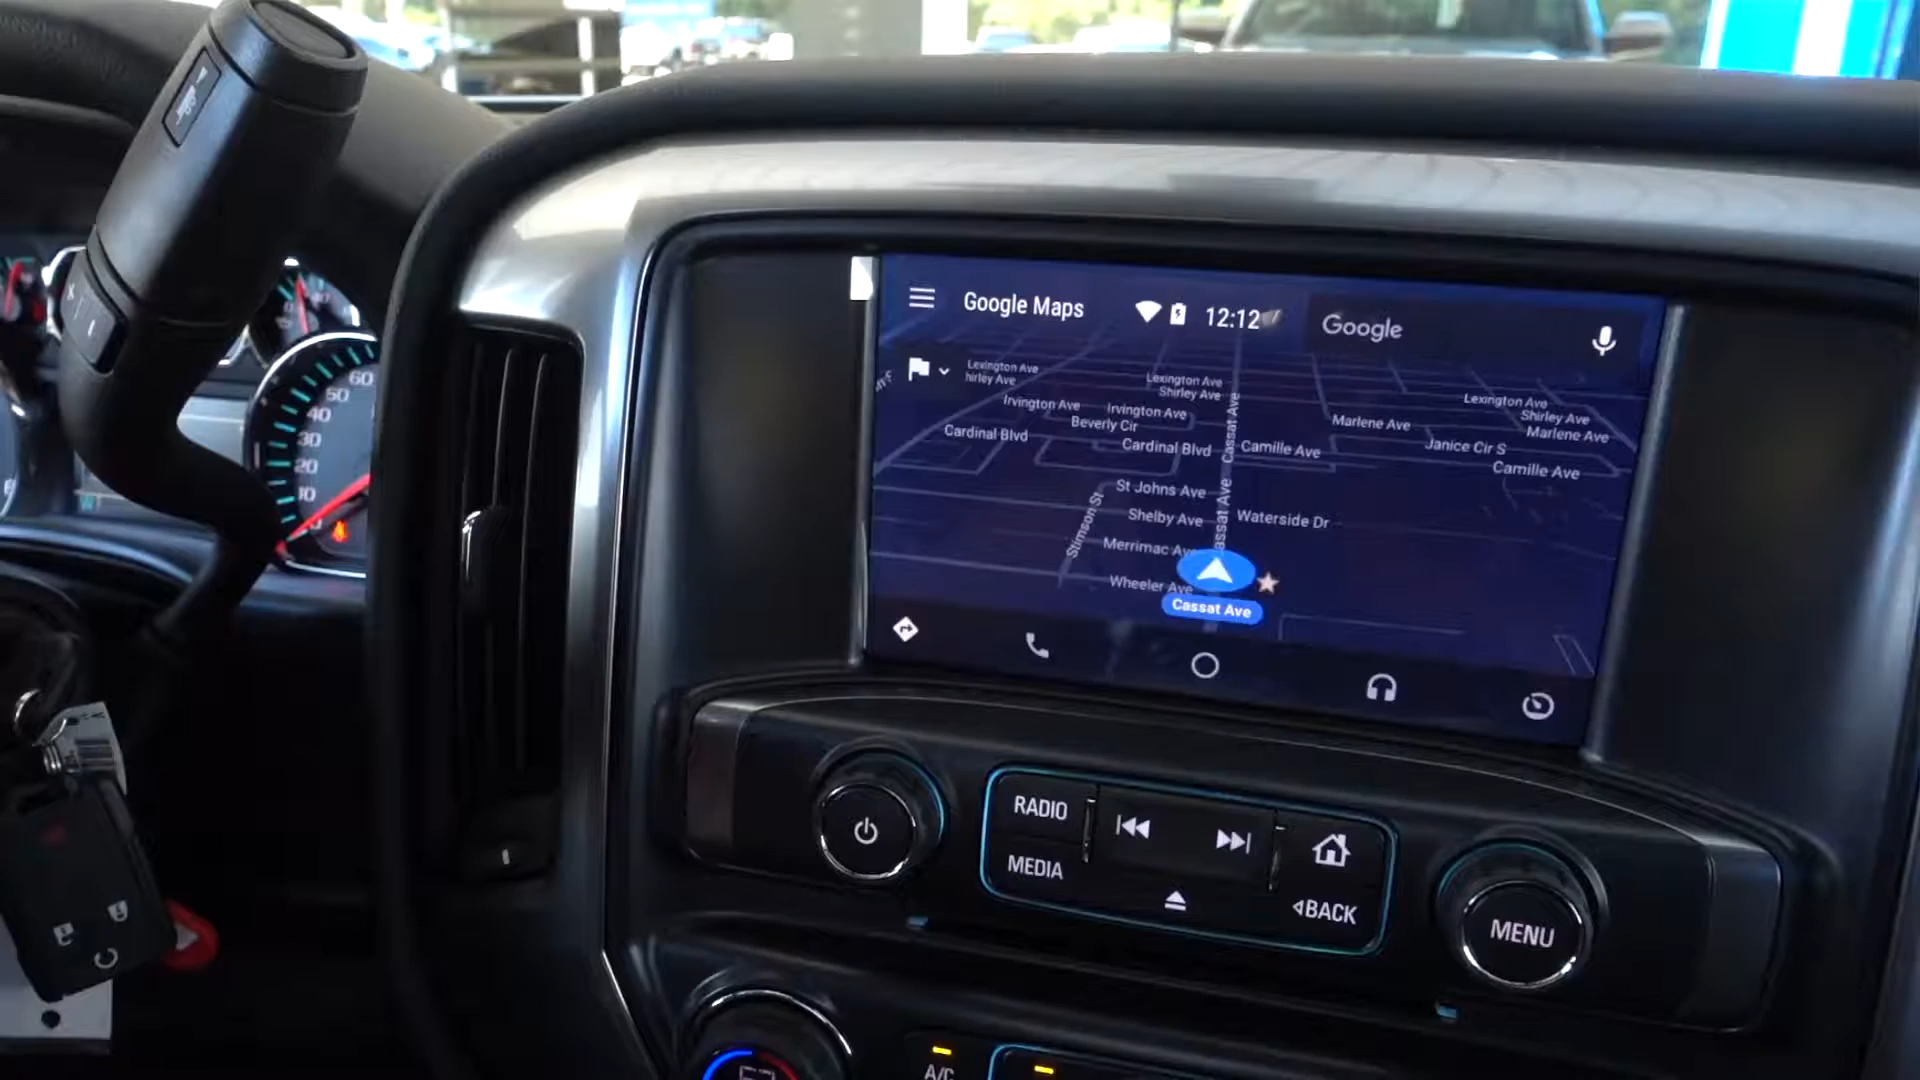 Google Maps
12:12
Google
Lexington Ave
hirley Ave
Lexington Ave
Shirley Ave
Lexington Ave
Shirley Ave
Marlene Ave
Irvington Ave
Irvington Ave
Beverly Cir
Cassat Ave
Marlene Ave
Cardinal Blvd
Cardinal Blvd
Camille Ave
Janice Cir S
Camille Ave
St Johns Ave
Stimson St
Shelby Ave
assat Ave
Waterside Dr
Merrimac Ave
Wheeler Ave
Cassat Ave
60
50
40
30
20
10
0
RADIO
MEDIA
BACK
MENU
A/C